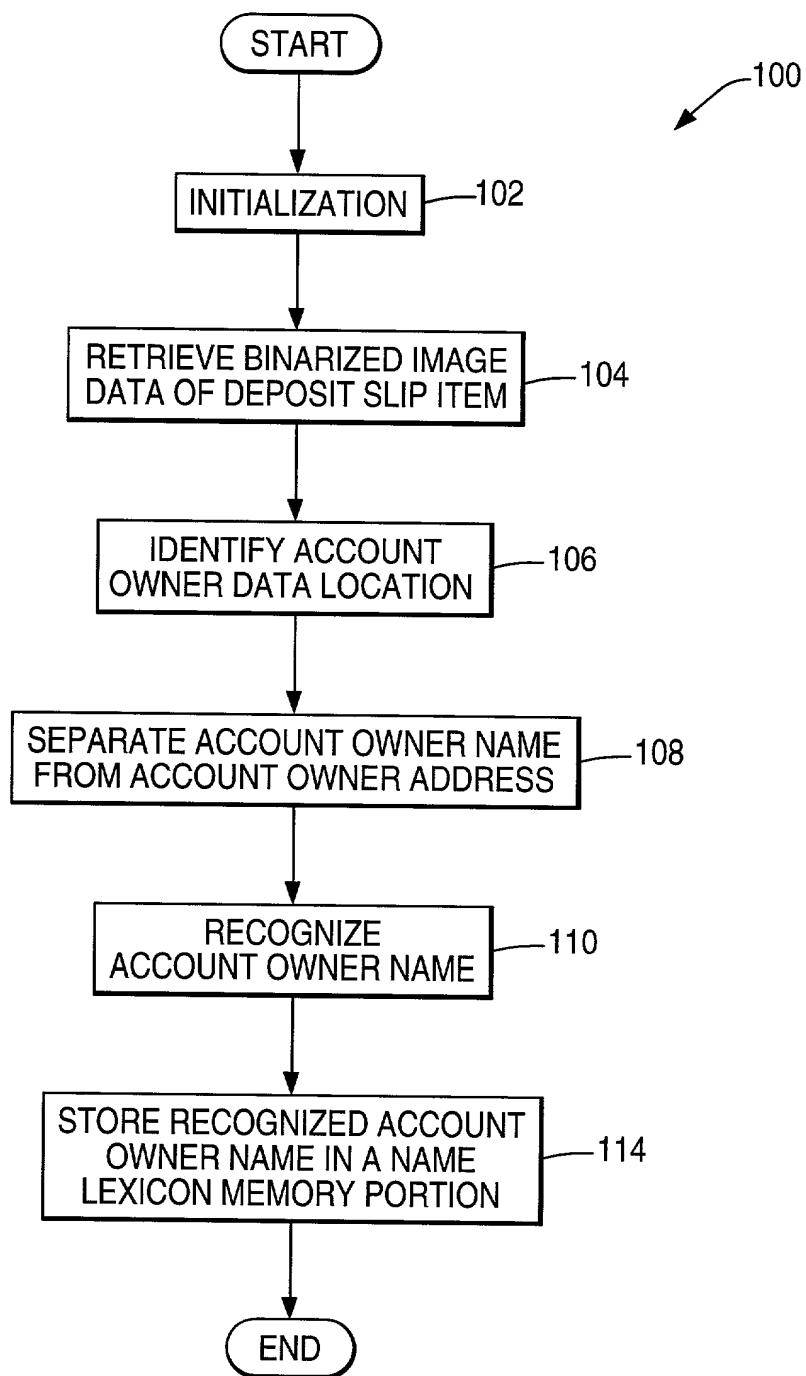 START
100
INITIALIZATION
102
RETRIEVE BINARIZED IMAGE
DATA OF DEPOSIT SLIP ITEM
104
IDENTIFY ACCOUNT
OWNER DATA LOCATION
106
SEPARATE ACCOUNT OWNER NAME
FROM ACCOUNT OWNER ADDRESS
108
RECOGNIZE
ACCOUNT OWNER NAME
110
STORE RECOGNIZED ACCOUNT
OWNER NAME IN A NAME
LEXICON MEMORY PORTION
114
END